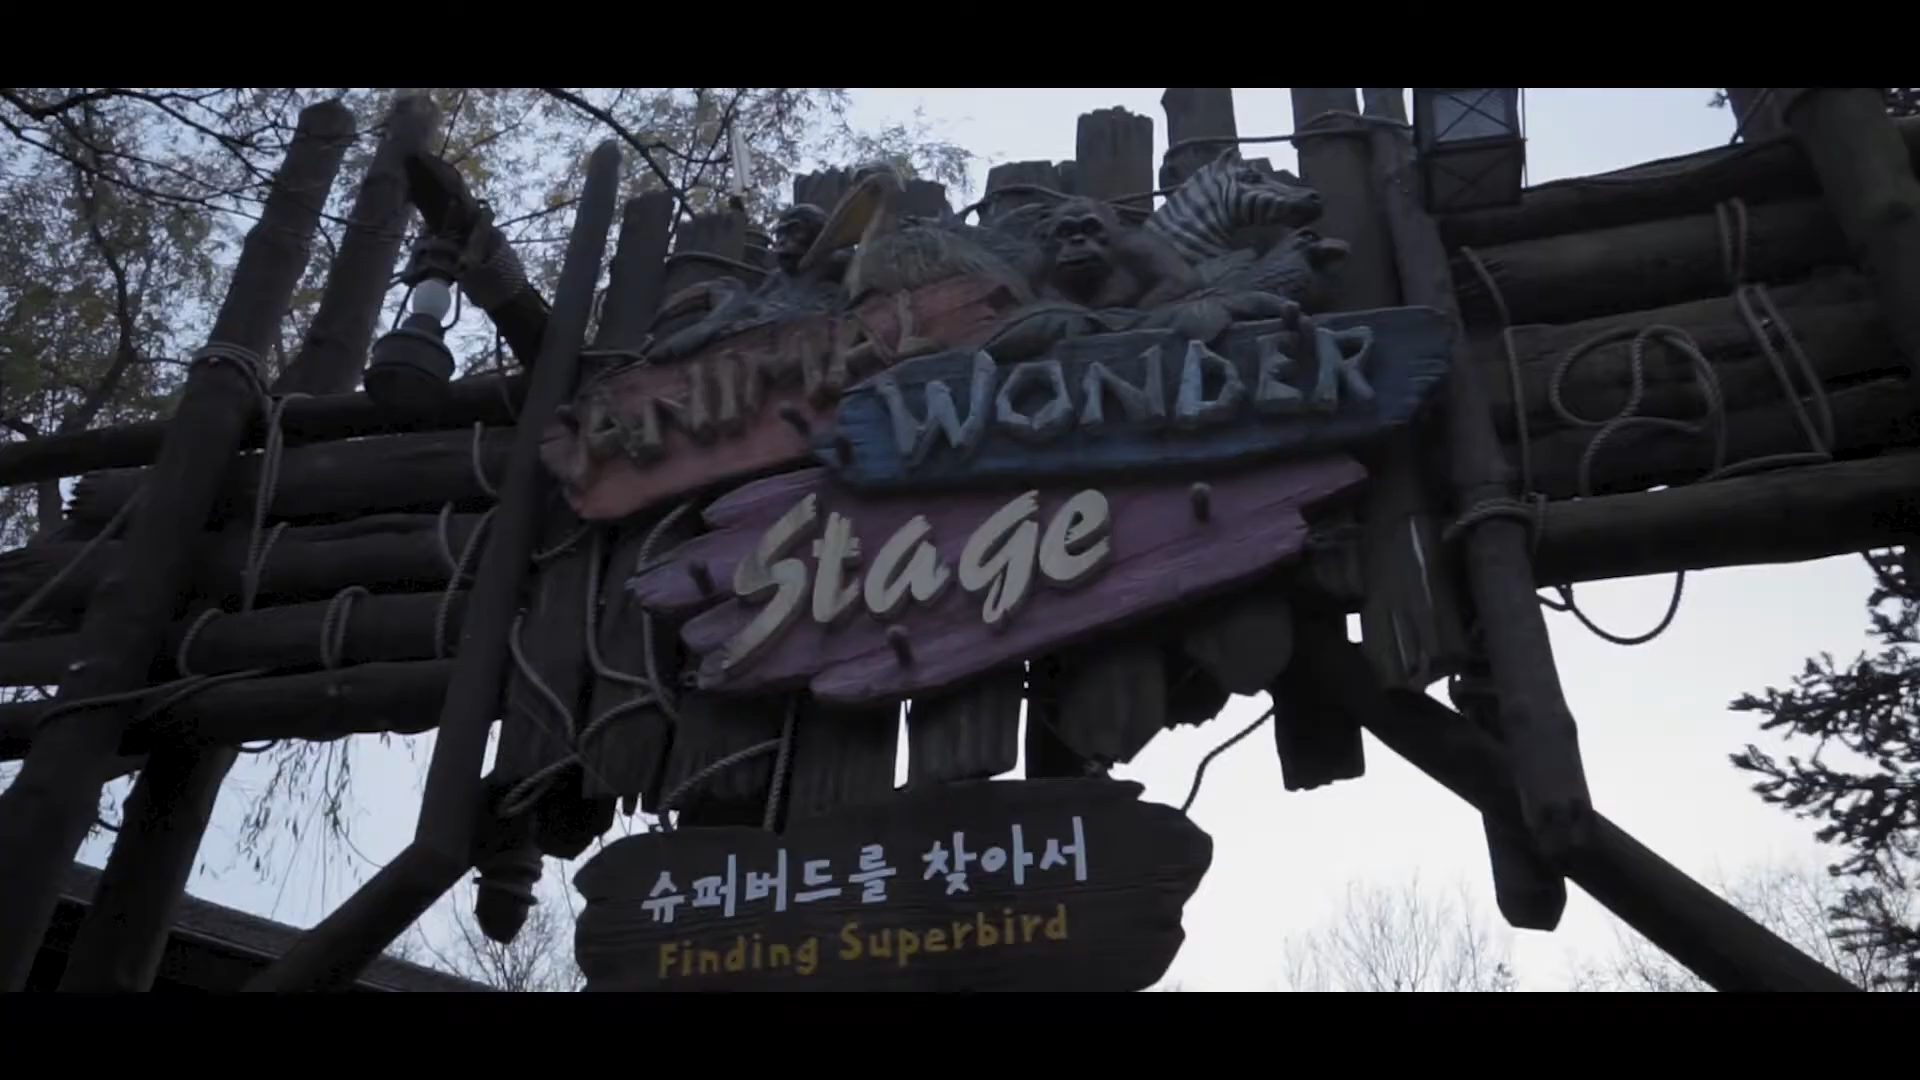 ANIMAL
WONDER
Stage
슈퍼버드를 찾아서
Finding Superbird